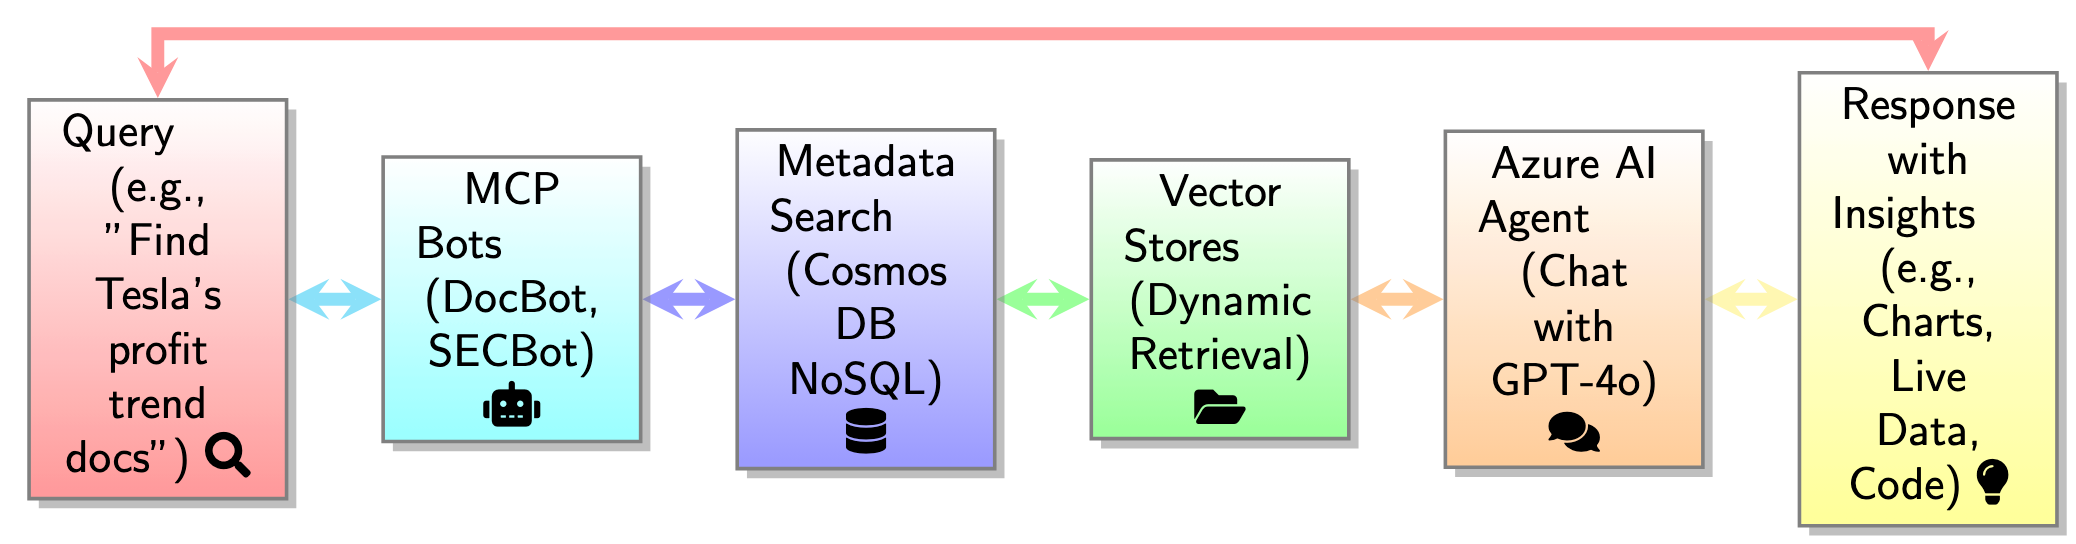 Query
(e.g.,
"Find
Tesla's
profit
trend
docs")
MCP
Bots
(DocBot,
SECBot)
Metadata
Search
(Cosmos
DB
NoSQL)
Vector
Stores
(Dynamic
Retrieval)
Azure AI
Agent
(Chat
with
GPT-4o)
Response
with
Insights
(e.g.,
Charts,
Live
Data,
Code)